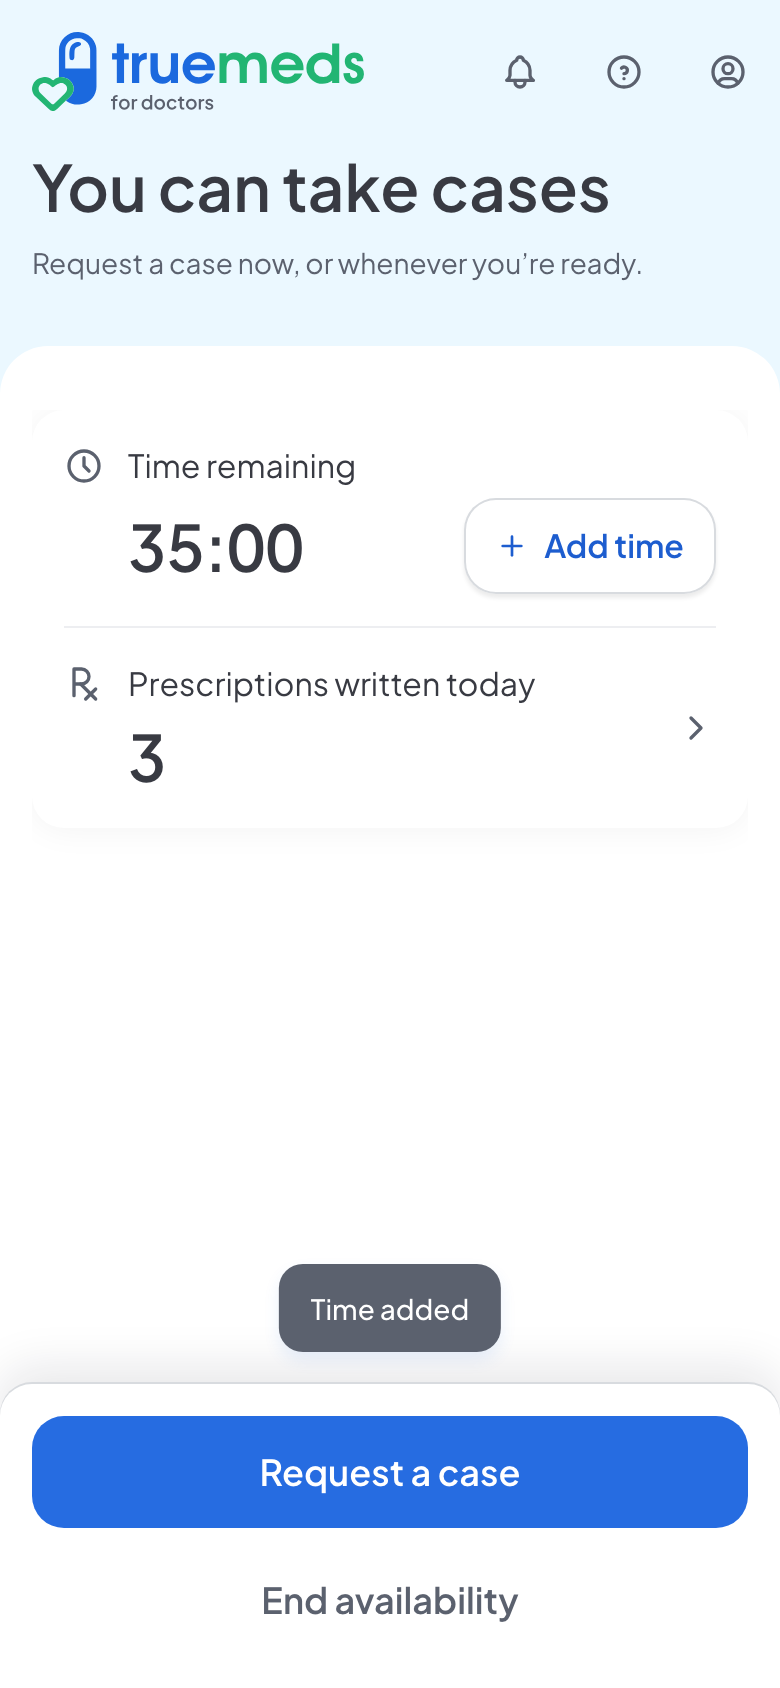 truemeds
for doctors
You can take cases
Request a case now, or whenever you’re ready.
Time remaining
35:00
+ Add time
Prescriptions written today
3
Time added
Request a case
End availability